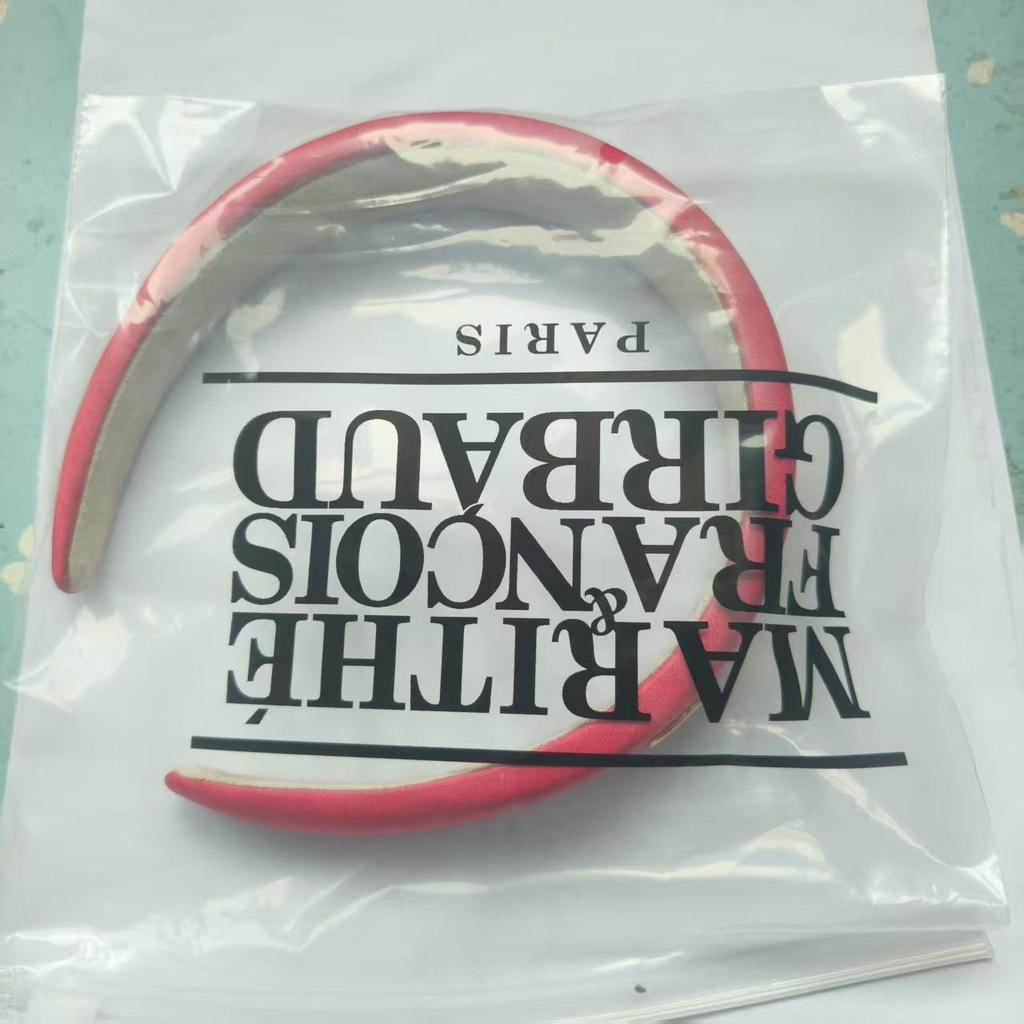 MARITHÉ
&
FRANÇOIS
GIRBAUD
PARIS